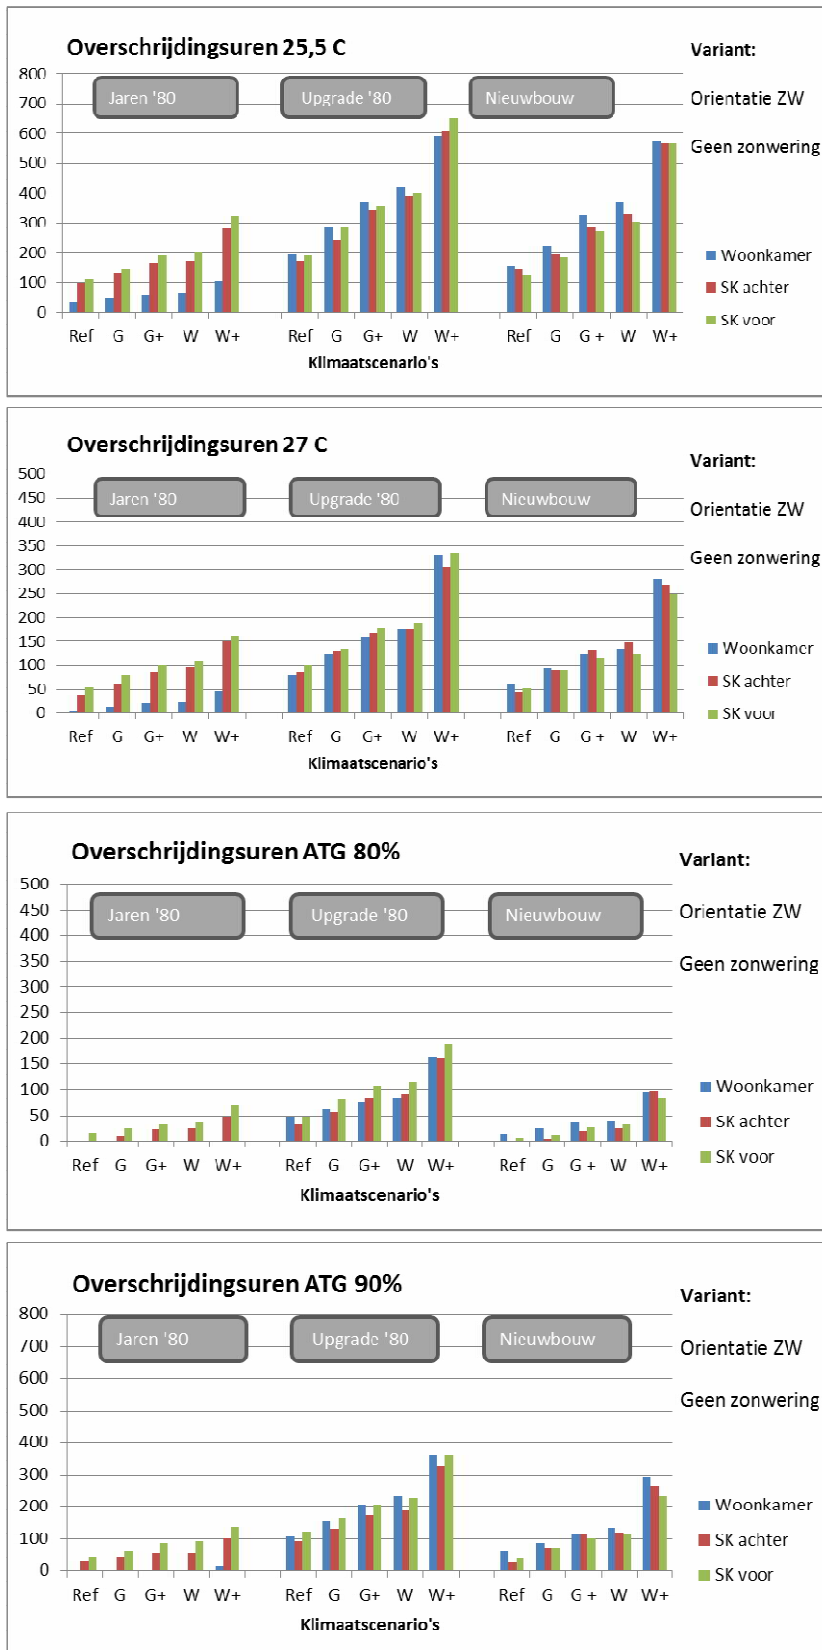 Overschrijdingsuren 25,5 C
Variant:
800
Jaren '80
Upgrade '80
Nieuwbouw
700
Orientatie ZW
600
Geen zonwering
500
400
300
200
Woonkamer
100
SK achter
0
SK voor
Ref G G+ W W+ Ref G G+ W W+ Ref G G + W W+
Klimaatscenario's
Overschrijdingsuren 27 C
Variant:
500
Jaren '80
Upgrade '80
Nieuwbouw
450
Orientatie ZW
400
350
Geen zonwering
300
250
200
150
Woonkamer
100
SK achter
50
SK voor
0
Ref G G+ W W+ Ref G G+ W W+ Ref G G + W W+
Klimaatscenario's
Overschrijdingsuren ATG 80%
Variant:
500
Jaren '80
Upgrade '80
Nieuwbouw
450
Orientatie ZW
400
350
Geen zonwering
300
250
200
150
100
Woonkamer
50
SK achter
0
SK voor
Ref G G+ W W+ Ref G G+ W W+ Ref G G + W W+
Klimaatscenario's
Overschrijdingsuren ATG 90%
Variant:
800
Jaren '80
Upgrade '80
Nieuwbouw
700
Orientatie ZW
600
Geen zonwering
500
400
300
200
Woonkamer
100
SK achter
0
SK voor
Ref G G+ W W+ Ref G G+ W W+ Ref G G + W W+
Klimaatscenario's